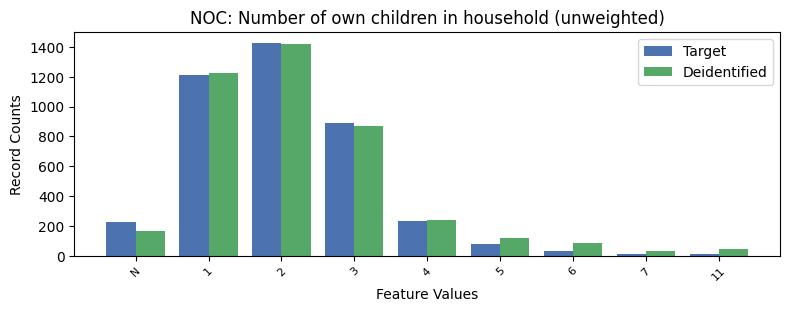 NOC: Number of own children in household (unweighted)
Target
Deidentified
Record Counts
1400
1200
1000
800
600
400
200
0
N 1 2 3 4 5 6 7 11
Feature Values